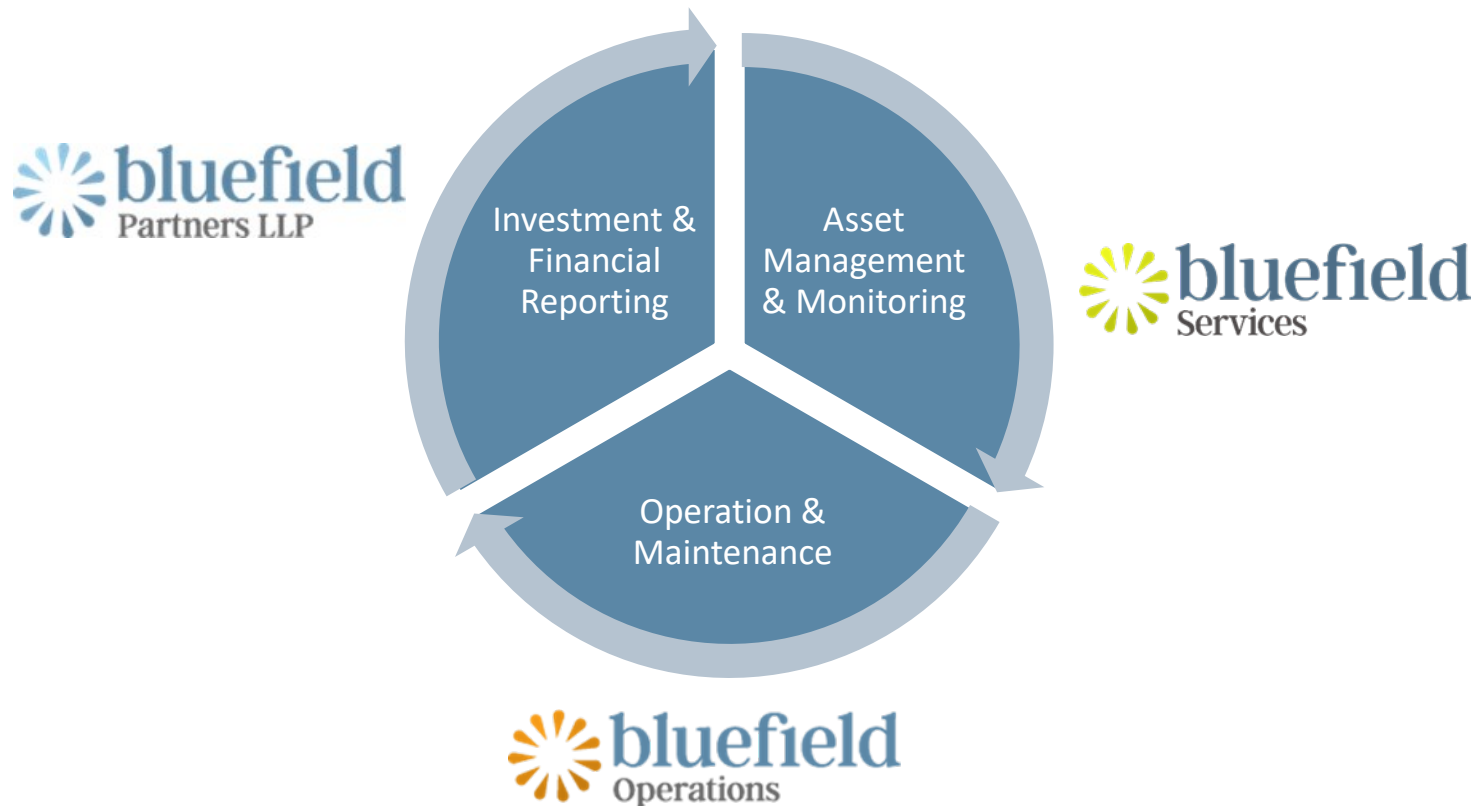 bluefield
Partners LLP
Investment &
Financial
Reporting
Asset
Management
& Monitoring
bluefield
Services
Operation &
Maintenance
bluefield
Operations